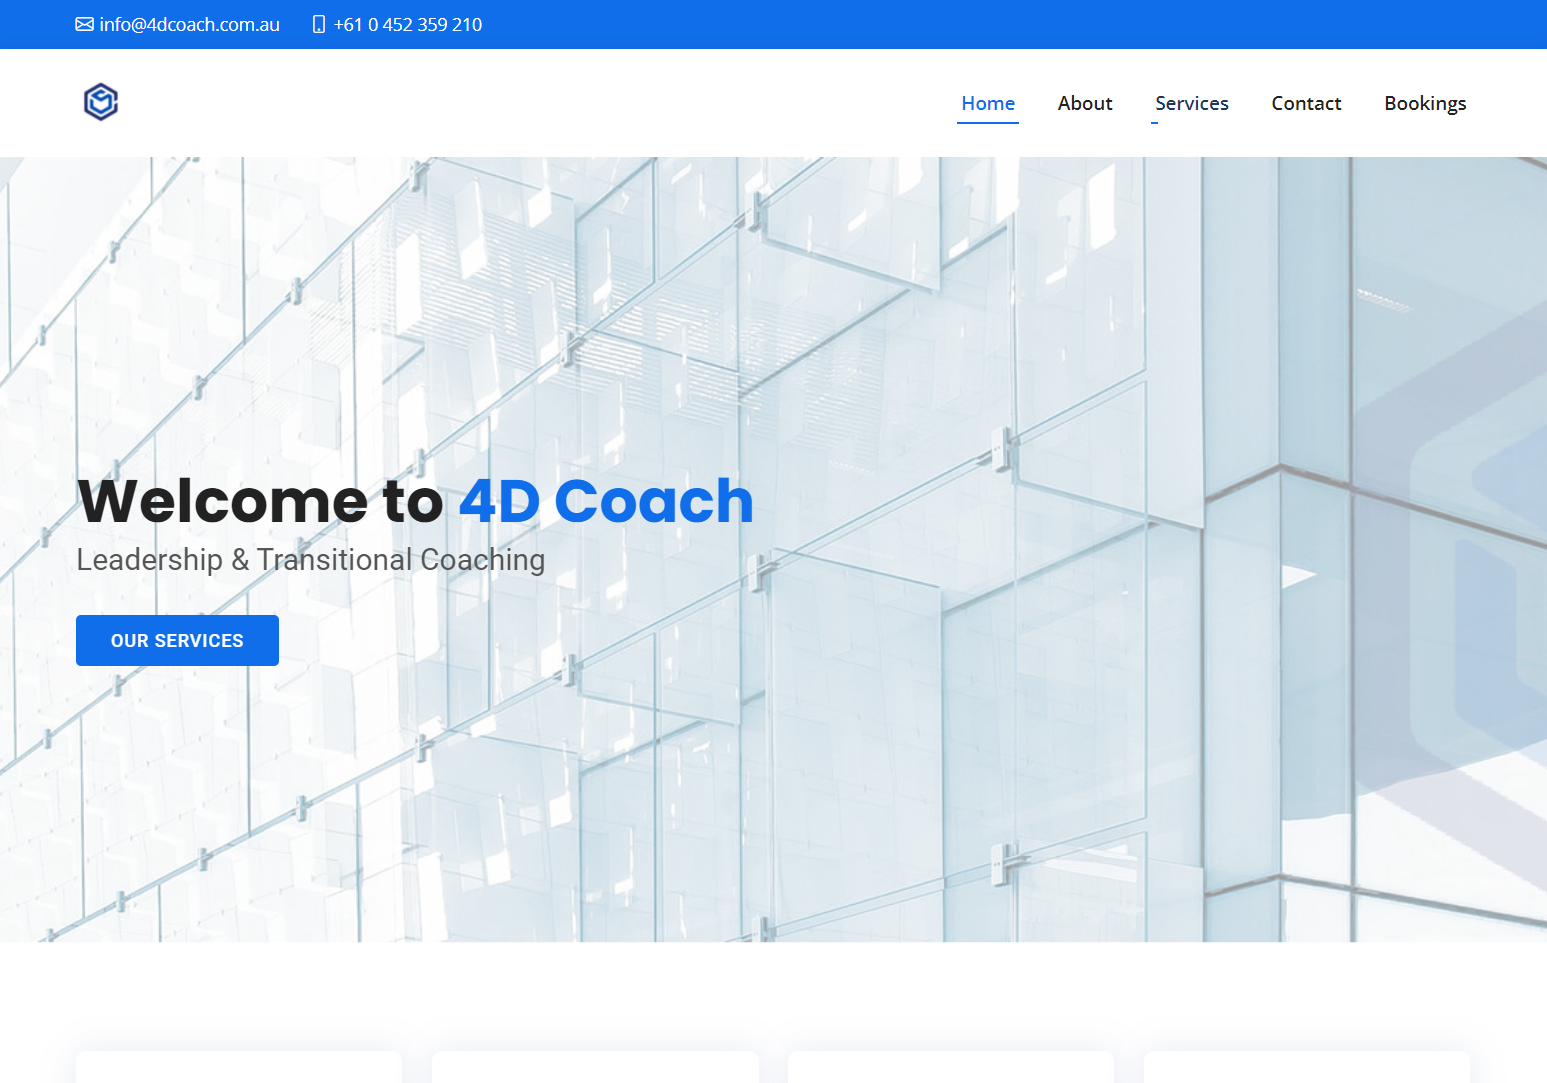 info@4dcoach.com.au +61 0 452 359 210
Home About Services Contact Bookings
Welcome to 4D Coach
Leadership & Transitional Coaching
OUR SERVICES